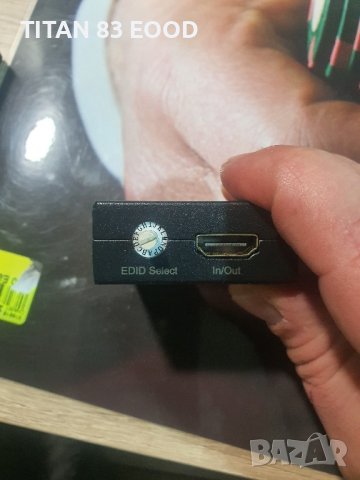 TITAN 83 EOOD
EDID Select
In/Out
BAZAR